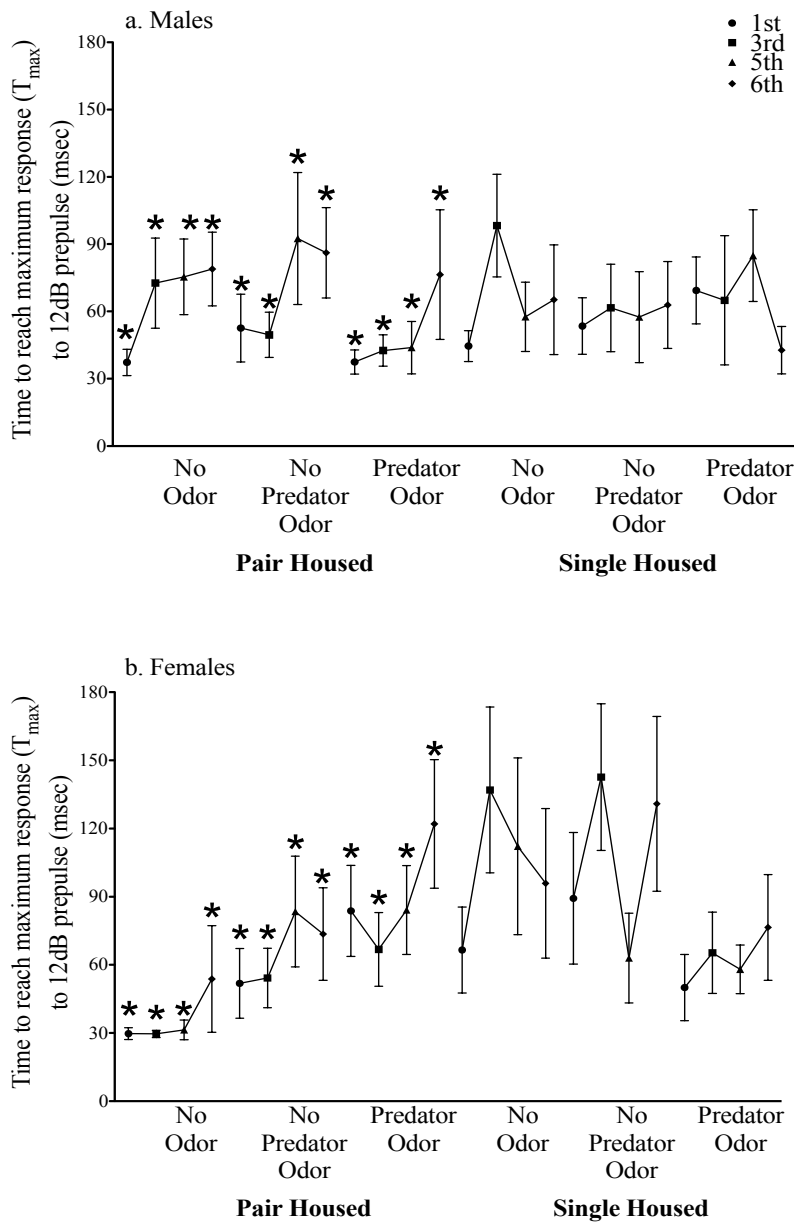 a. Males
1st
3rd
5th
6th
Time to reach maximum response (Tmax)
to 12dB prepulse (msec)
180
150
120
90
60
30
0
* * * * * * * * * * * *
No Odor
No Predator Odor
Predator Odor
No Odor
No Predator Odor
Predator Odor
Pair Housed
Single Housed
b. Females
Time to reach maximum response (Tmax)
to 12dB prepulse (msec)
180
150
120
90
60
30
0
* * * * * * * * * * * *
No Odor
No Predator Odor
Predator Odor
No Odor
No Predator Odor
Predator Odor
Pair Housed
Single Housed